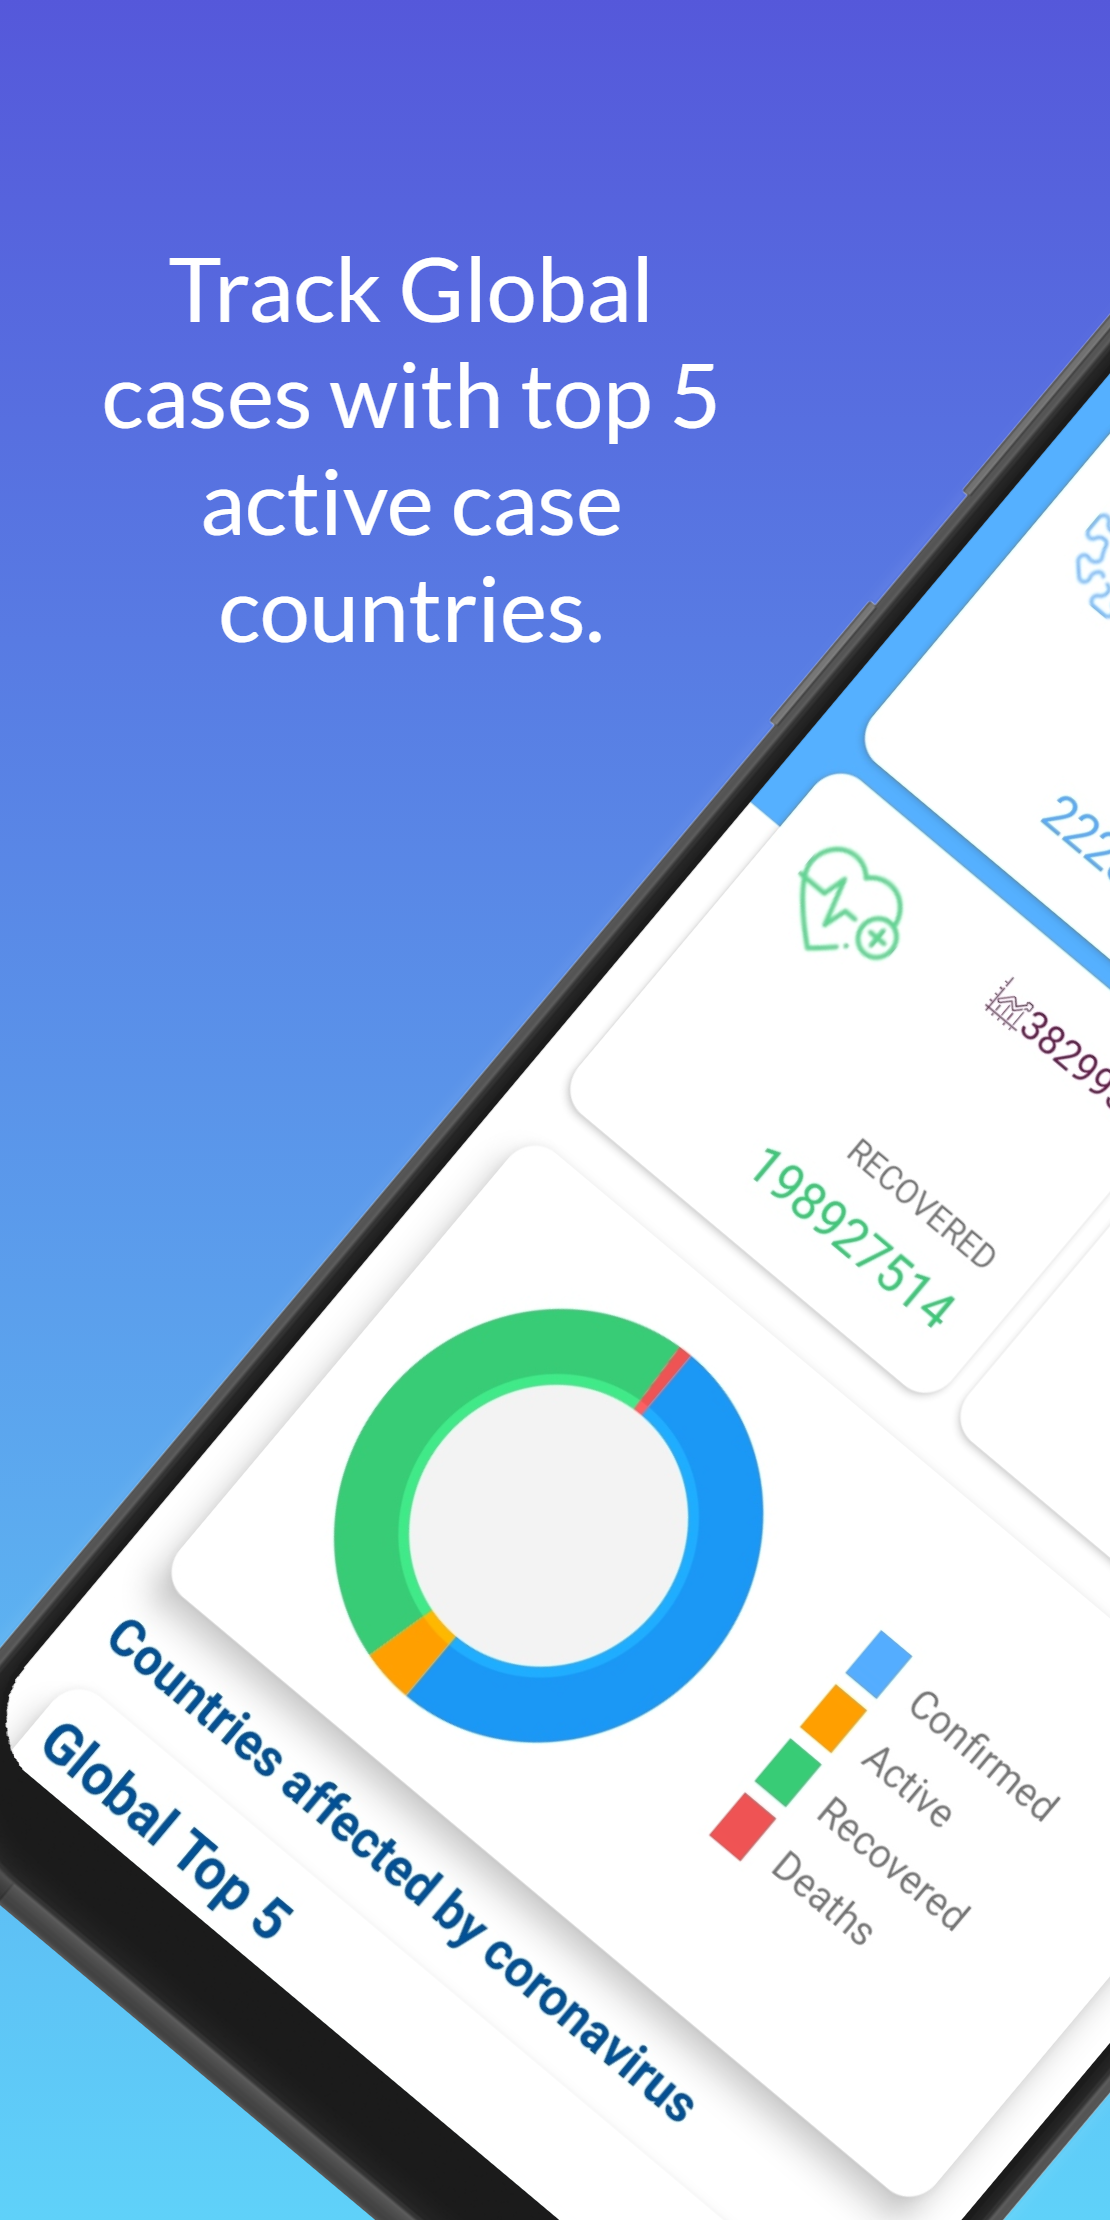 Track Global
cases with top 5
active case
countries.
RECOVERED
198927514
Confirmed
Active
Recovered
Deaths
Countries affected by coronavirus
Global Top 5